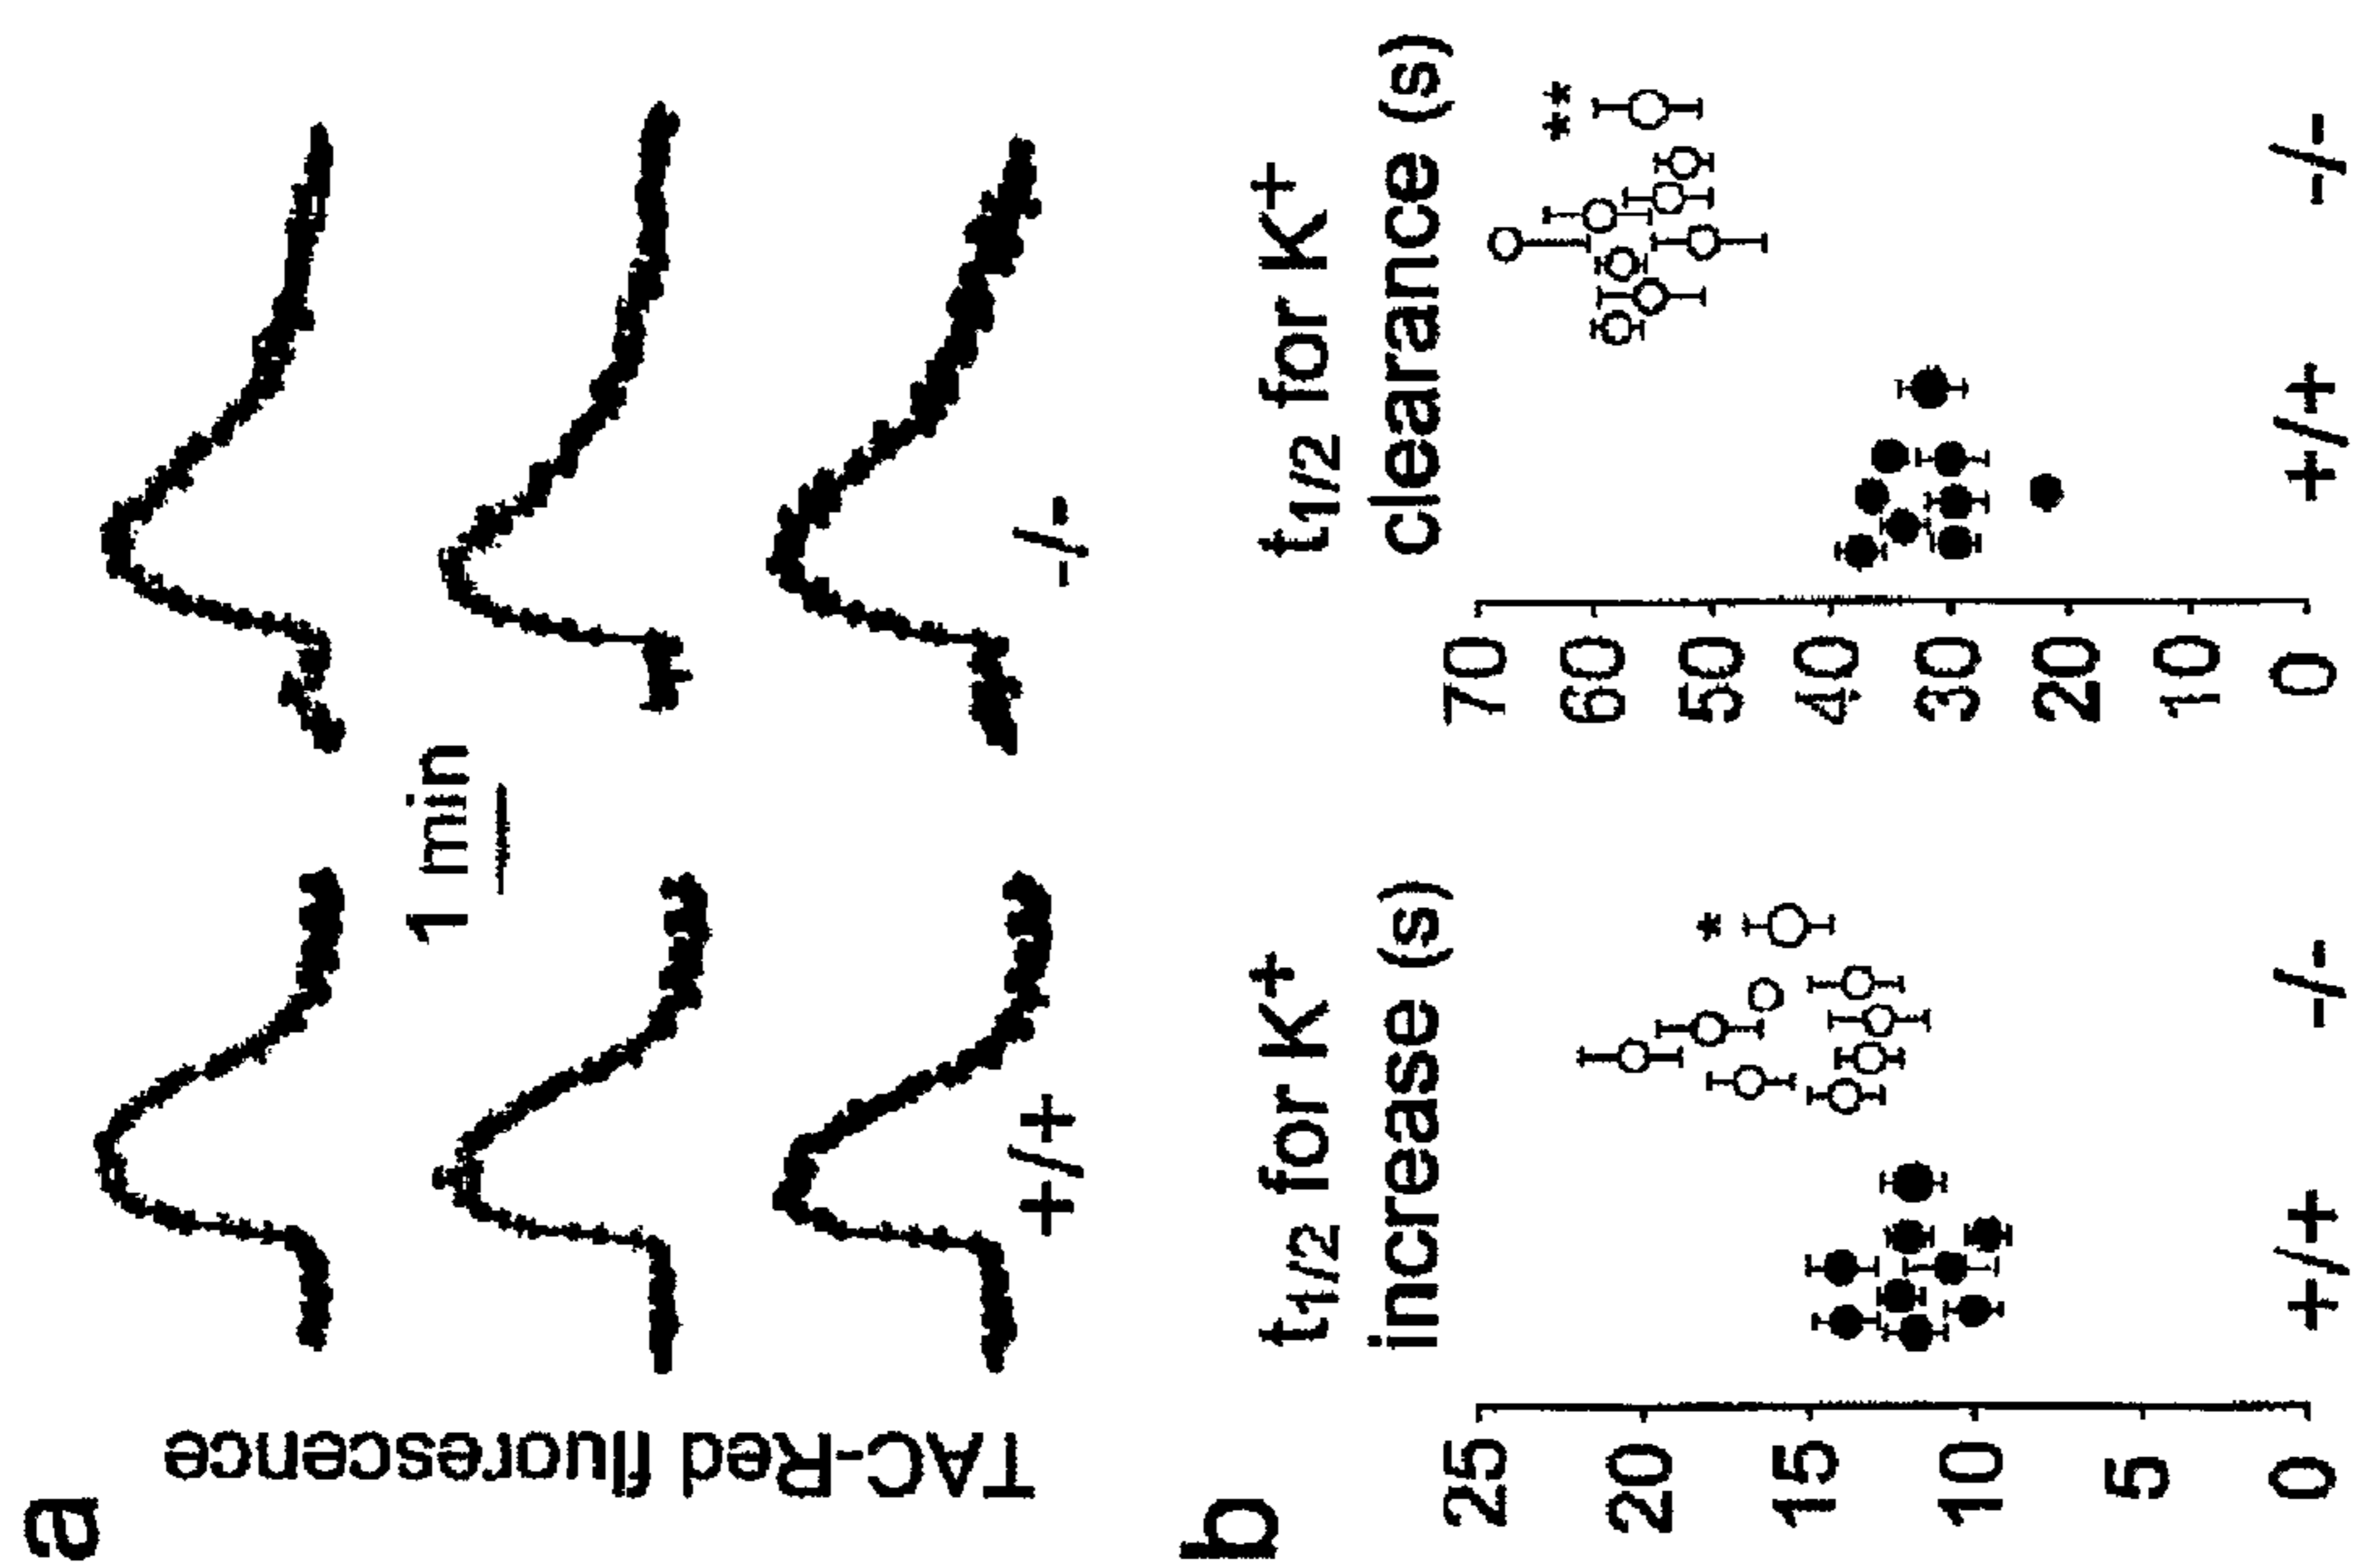 a
TAC-Red fluorescence
1 min
+/+
-/-
b
t1/2 for K+
increase (s)
25
20
15
10
5
0
*
+/+
-/-
t1/2 for K+
clearance (s)
70
60
50
40
30
20
10
0
**
+/+
-/-